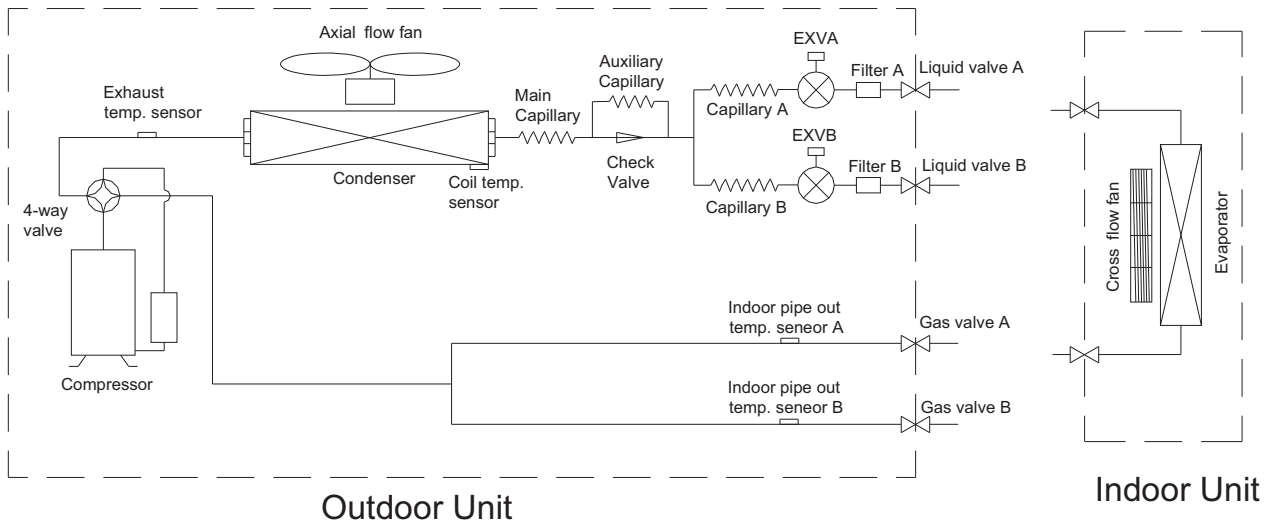 Axial flow fan
Exhaust
temp. sensor
Condenser
Coil temp.
sensor
4-way
valve
Compressor
Main
Capillary
Auxiliary
Capillary
Check
Valve
EXVA
Capillary A
Filter A
Liquid valve A
EXVB
Capillary B
Filter B
Liquid valve B
Indoor pipe out
temp. seneor A
Gas valve A
Indoor pipe out
temp. seneor B
Gas valve B
Outdoor Unit
Cross flow fan
Evaporator
Indoor Unit